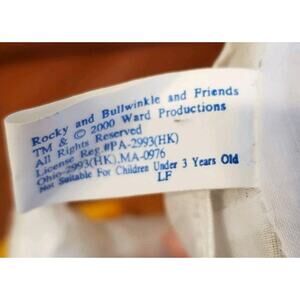 Rocky and Bullwinkle and Friends
TM & © 2000 Ward Productions
All Rights Reserved
License Reg.#PA-2993(HK)
Ohio-2993(HK),MA-0976
Not Suitable For Children Under 3 Years Old
LF